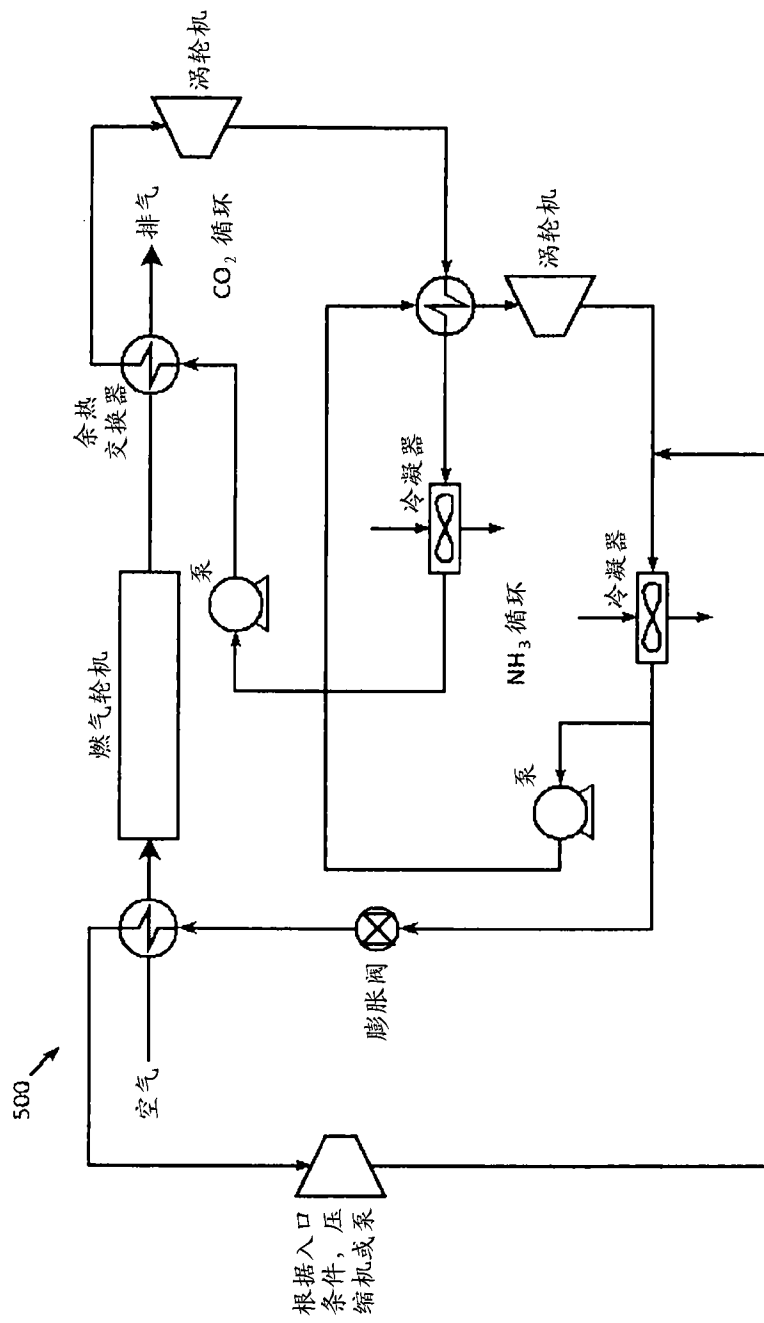 500
空气
根据入口
条件，压
缩机或泵
膨胀阀
燃气轮机
泵
余热
交换器
排气
涡轮机
CO₂ 循环
冷凝器
NH₃ 循环
泵
涡轮机
冷凝器